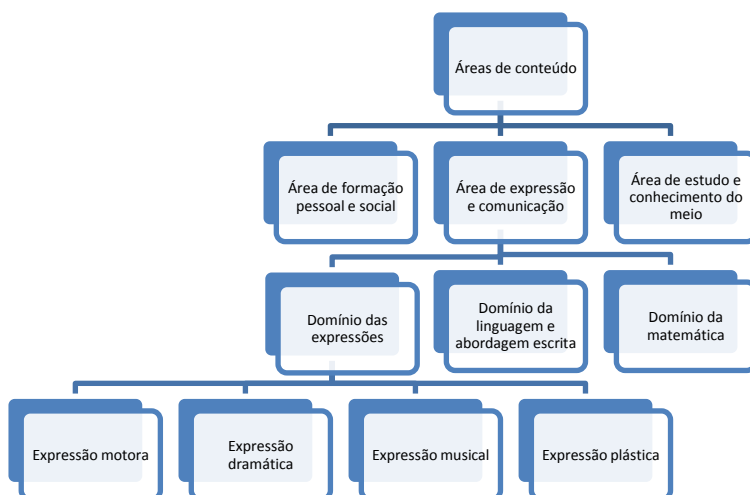 Áreas de conteúdo
Área de formação
pessoal e social
Área de expressão
e comunicação
Área de estudo e
conhecimento do
meio
Domínio das
expressões
Domínio da
linguagem e
abordagem escrita
Domínio da
matemática
Expressão motora
Expressão
dramática
Expressão musical
Expressão plástica